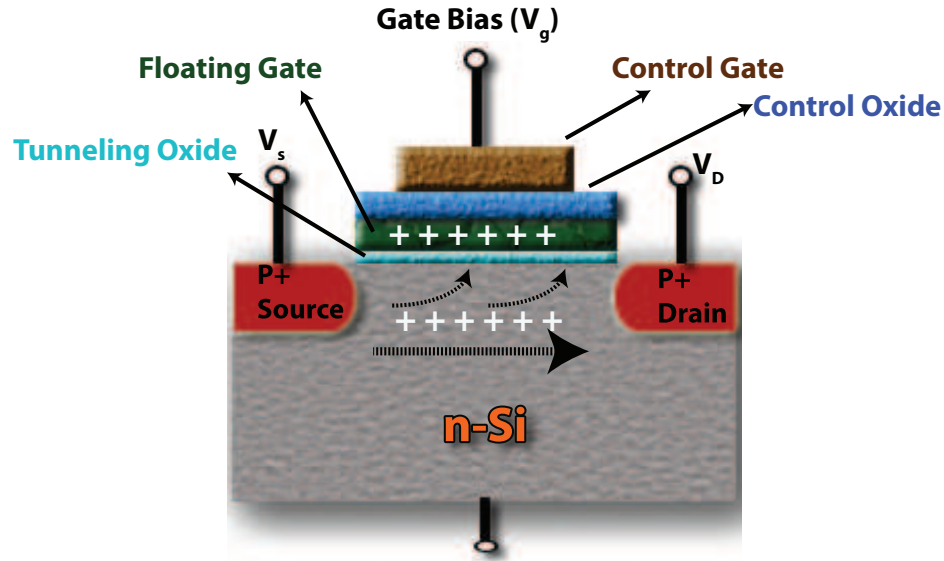 Gate Bias (Vg)
Floating Gate
Control Gate
Control Oxide
Tunneling Oxide
Vs
VD
+ + + + + +
P+
Source
P+
Drain
+ + + + + +
n-Si